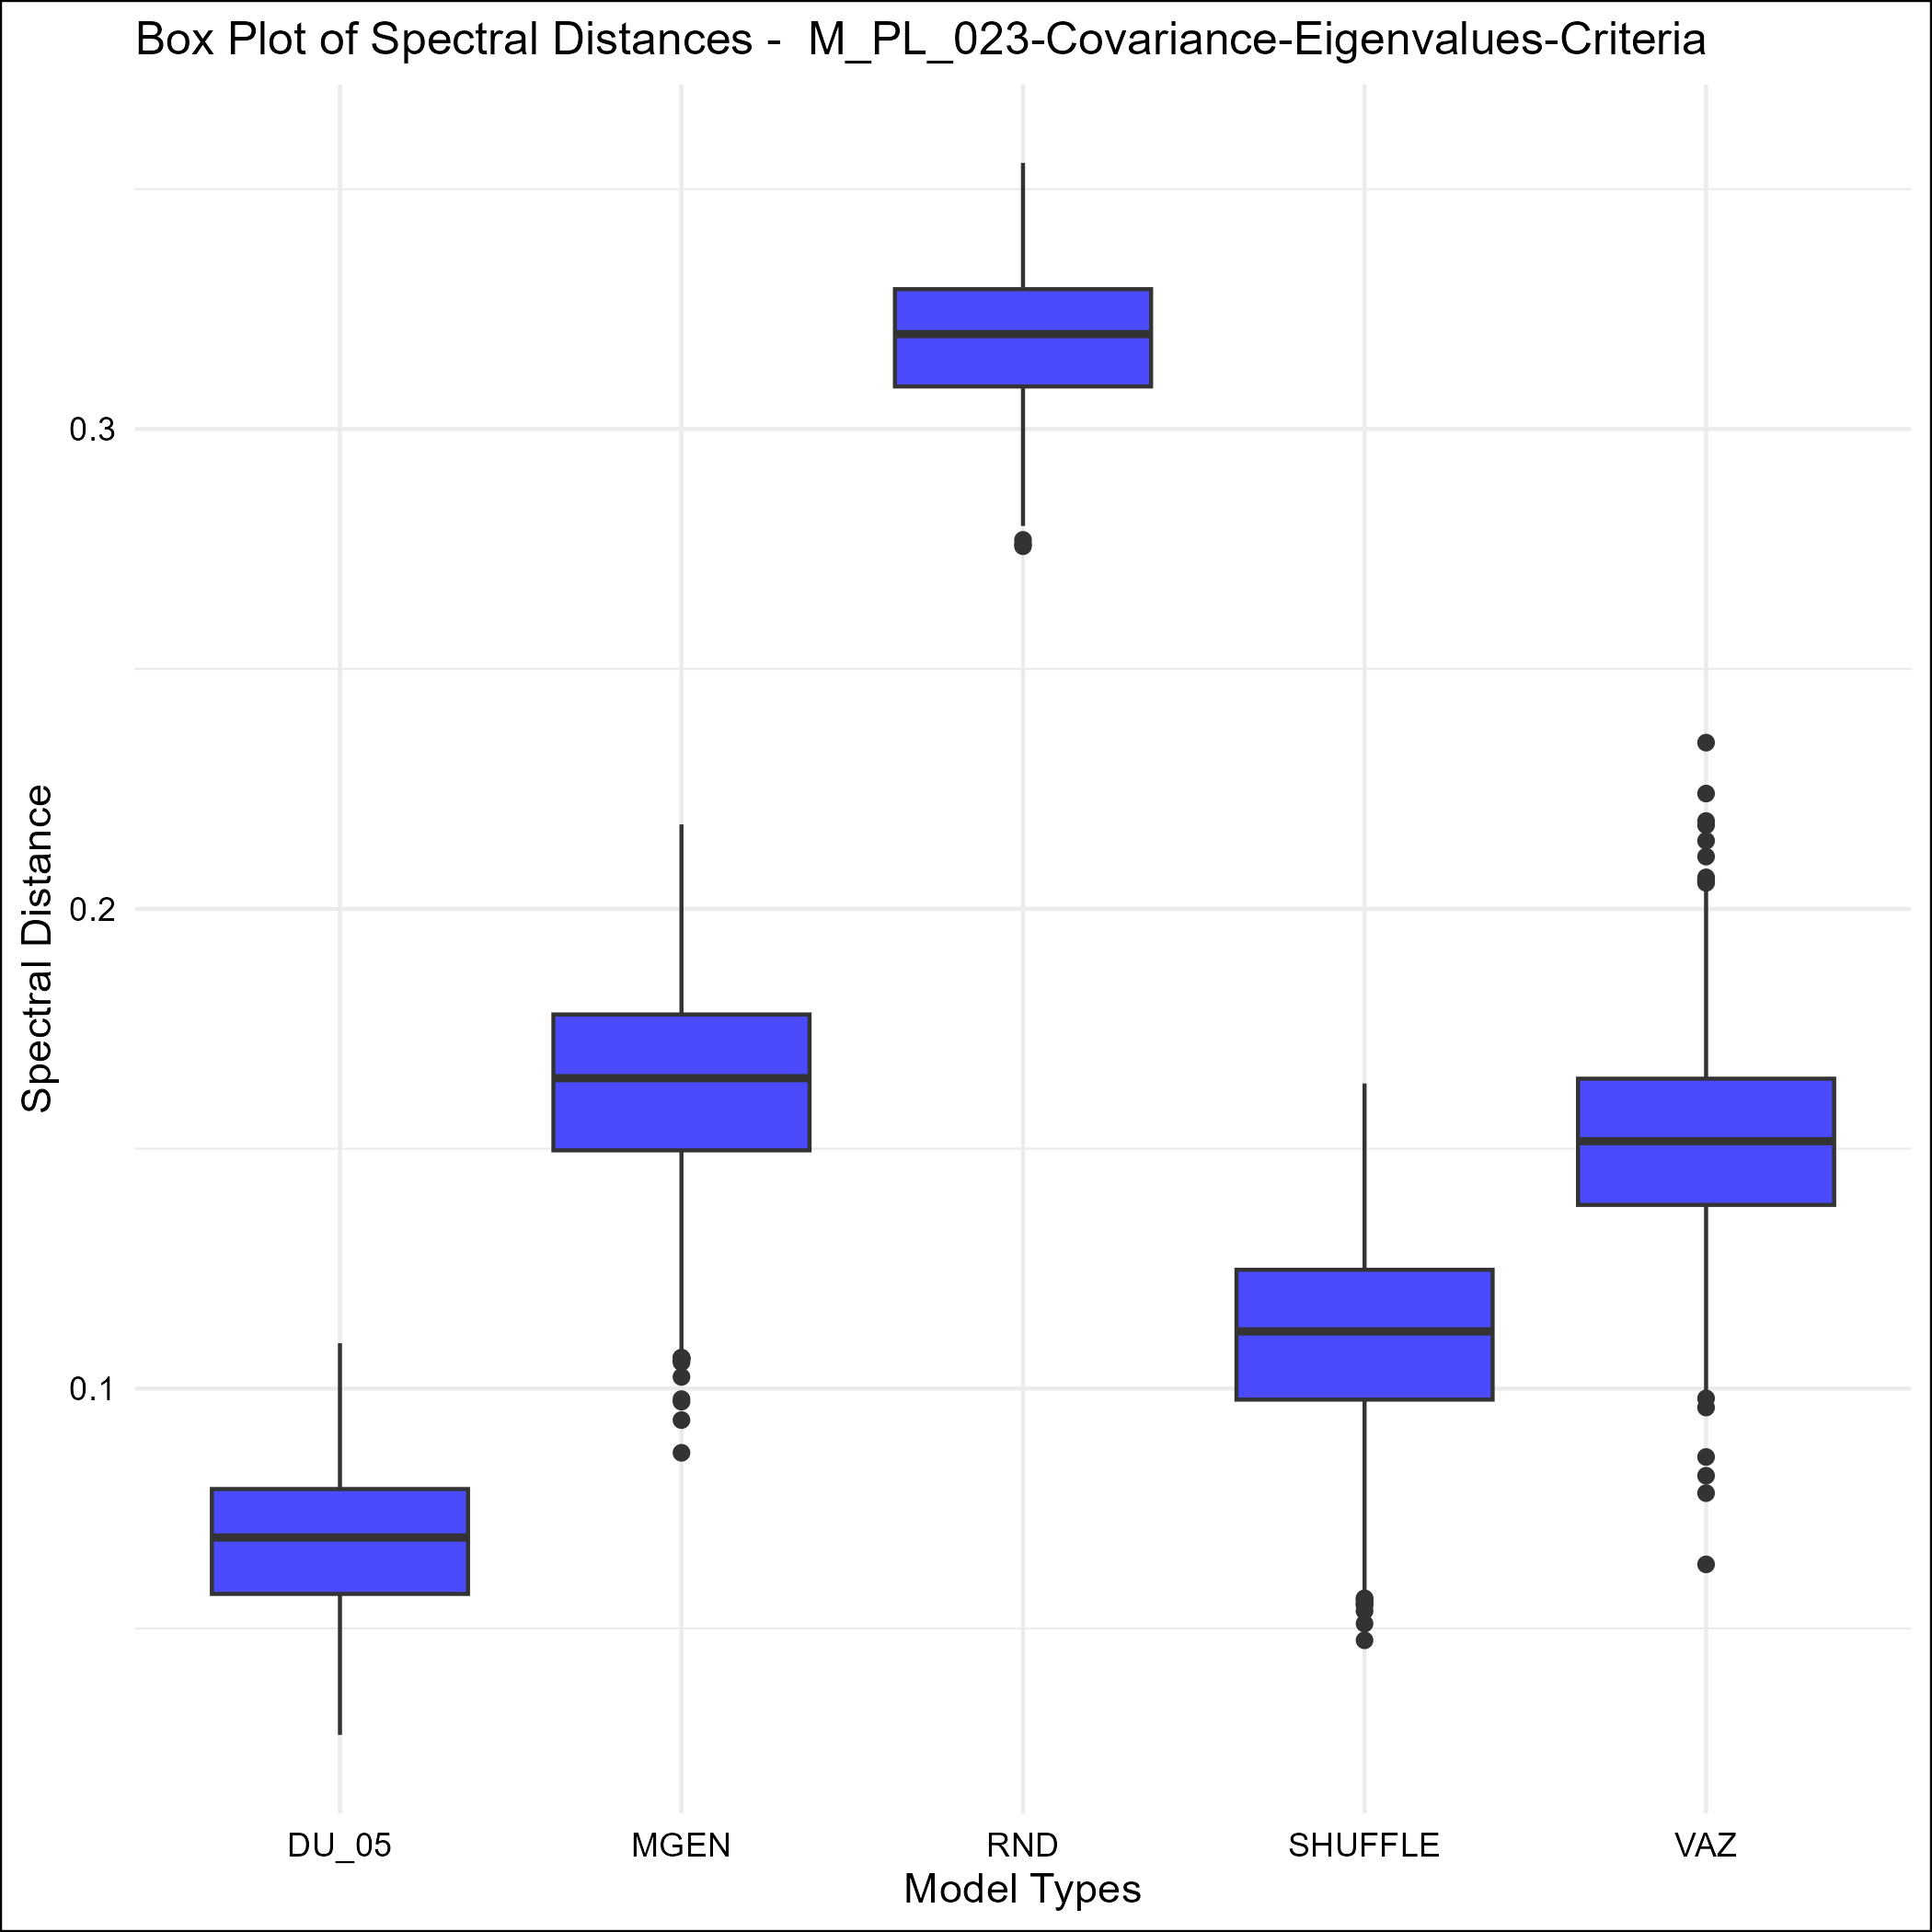 Box Plot of Spectral Distances -  M_PL_023-Covariance-Eigenvalues-Criteria
Spectral Distance
0.3
0.2
0.1
DU_05 MGEN RND SHUFFLE VAZ
Model Types